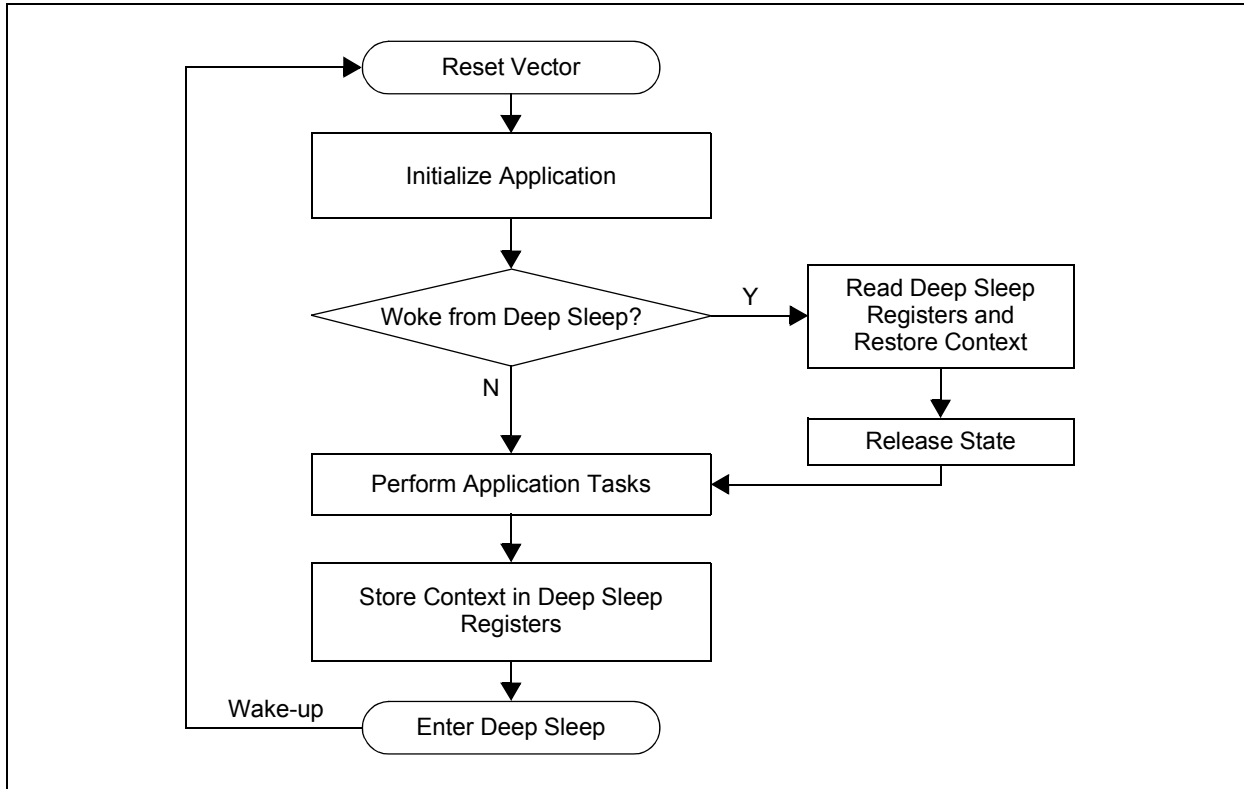 Reset Vector
Initialize Application
Woke from Deep Sleep?
Y
Read Deep Sleep
Registers and
Restore Context
N
Release State
Perform Application Tasks
Store Context in Deep Sleep
Registers
Wake-up
Enter Deep Sleep